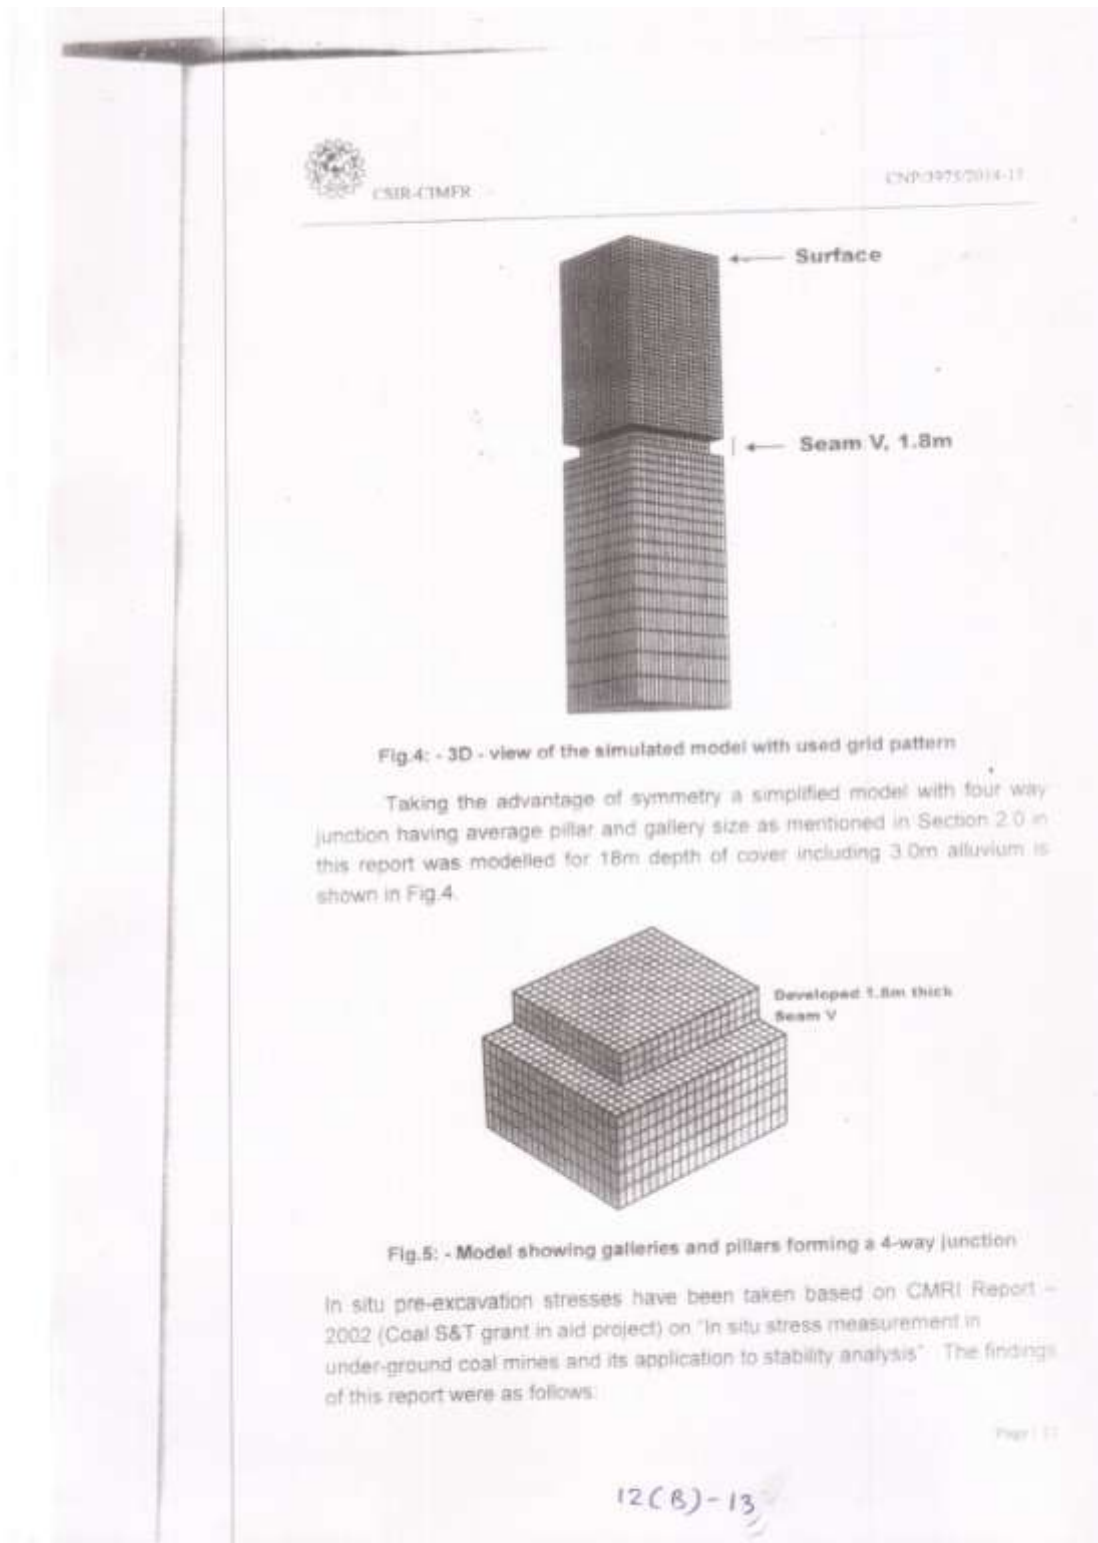 CSIR-CIMFR
CNP/3975/2014-15
Surface
Seam V, 1.8m
Fig.4: - 3D - view of the simulated model with used grid pattern
Taking the advantage of symmetry a simplified model with four way
junction having average pillar and gallery size as mentioned in Section 2.0 in
this report was modelled for 18m depth of cover including 3.0m alluvium is
shown in Fig.4.
Developed 1.8m thick
Seam V
Fig.5: - Model showing galleries and pillars forming a 4-way junction
In situ pre-excavation stresses have been taken based on CMRI Report –
2002 (Coal S&T grant in aid project) on "In situ stress measurement in
under-ground coal mines and its application to stability analysis" The findings
of this report were as follows:
Page |
12(B)-13